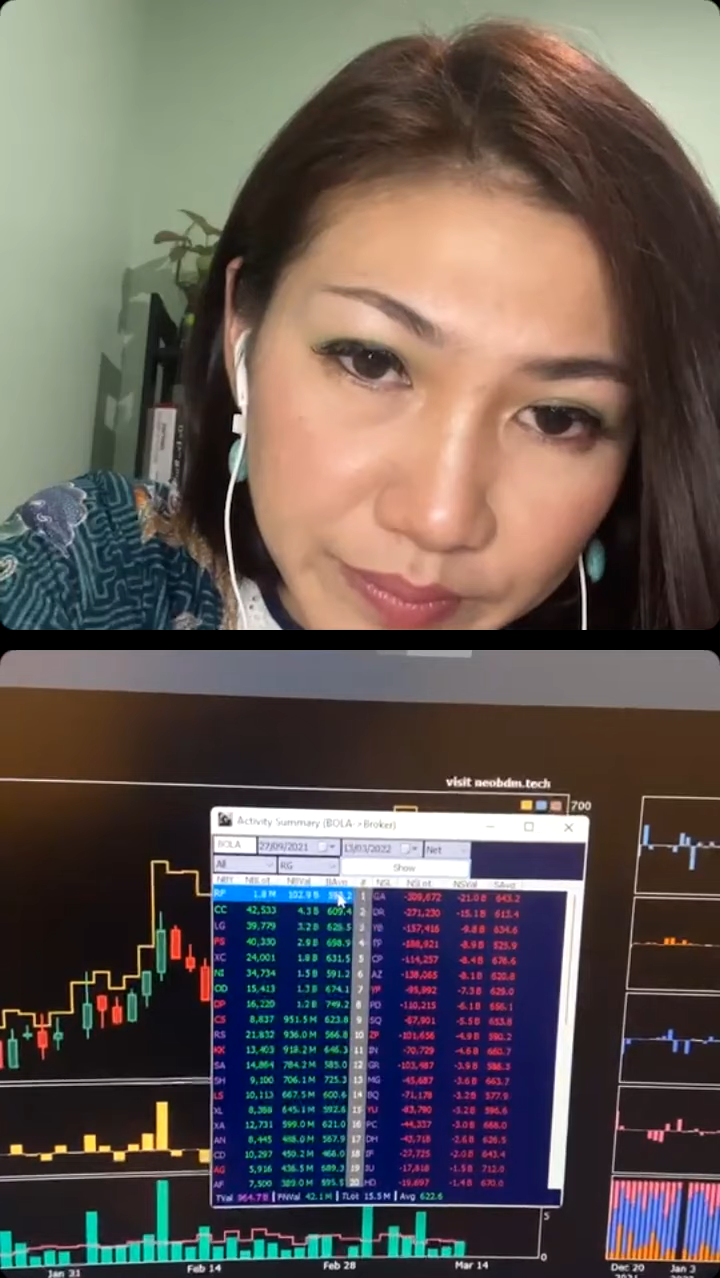 visit neobdm.tech
700
Activity Summary (BOLA->Broker)
BOLA 27/09/2021 13/03/2022 Net
All RG Show
NBY NBLot NBVal BAvg # NSL NSLot NSVal SAvg
RP 1.8 M 102.9 B 1 GA -309,672 -21.0 B 643.2
CC 42,533 4.3 B 609.4 2 DR -271,230 -15.1 B 613.4
LG 39,779 3.2 B 626.5 3 YB -157,416 -9.8 B 634.6
PS 40,330 2.9 B 698.9 4 -188,921 -8.9 B 525.9
XC 24,001 1.8 B 631.5 5 CP -114,257 -8.4 B 676.6
NI 34,734 1.5 B 591.2 6 AZ -138,065 -8.1 B 620.8
OD 15,413 1.3 B 674.1 7 YP -95,992 -7.3 B 629.0
DP 16,220 1.2 B 749.2 8 PD -110,215 -6.1 B 656.1
CS 8,837 951.5 M 623.8 9 SQ -67,901 -5.5 B 653.8
RS 21,832 936.0 M 566.8 10 ZP -101,656 -4.9 B 590.2
KK 13,403 918.2 M 646.3 11 IN -70,729 -4.6 B 660.7
SA 14,864 784.2 M 585.0 12 GR -103,487 -3.9 B 586.3
SH 9,100 706.1 M 725.3 13 MG -45,687 -3.6 B 663.7
LS 10,113 667.5 M 600.6 14 BQ -71,178 -3.2 B 577.9
XL 8,388 645.1 M 592.6 15 YU -83,790 -3.2 B 596.6
XA 12,731 599.0 M 621.0 16 PC -44,337 -3.0 B 668.0
AN 8,445 488.0 M 567.9 17 DH -42,718 -2.6 B 626.5
CD 10,297 450.2 M 466.0 18 IF -27,725 -2.0 B 643.4
AG 5,916 436.5 M 689.3 19 IU -17,818 -1.5 B 712.0
AF 7,500 389.0 M 595.5 20 HD -19,697 -1.4 B 670.0
TVal 964.7 B | FNVal 42.1 M | TLot 15.5 M | Avg 622.6
5
0
Jan 31 Feb 14 Feb 28 Mar 14 Dec 20 Jan 3